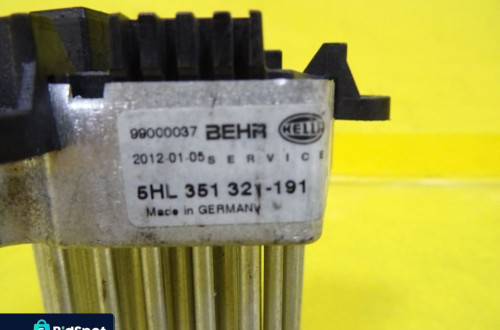 99000037 BEHR HELLA
2012-01-05 SERVICE
5HL 351 321-191
Made in GERMANY
BidSpot